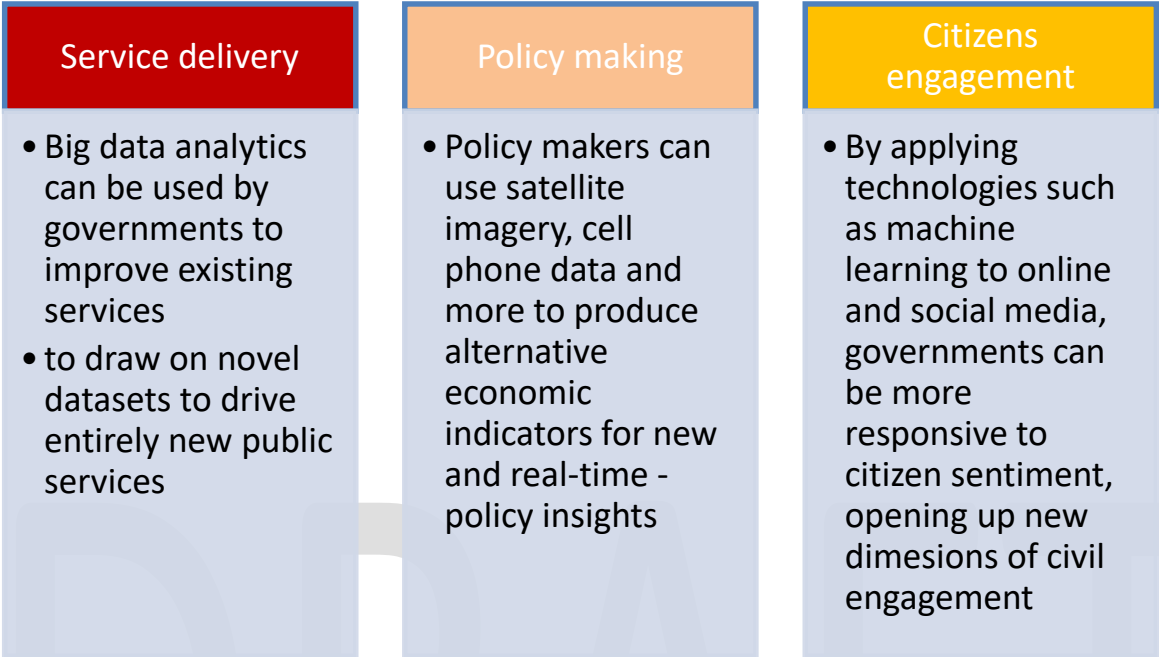 Service delivery
• Big data analytics
can be used by
governments to
improve existing
services
• to draw on novel
datasets to drive
entirely new public
services
Policy making
• Policy makers can
use satellite
imagery, cell
phone data and
more to produce
alternative
economic
indicators for new
and real-time -
policy insights
Citizens
engagement
• By applying
technologies such
as machine
learning to online
and social media,
governments can
be more
responsive to
citizen sentiment,
opening up new
dimesions of civil
engagement